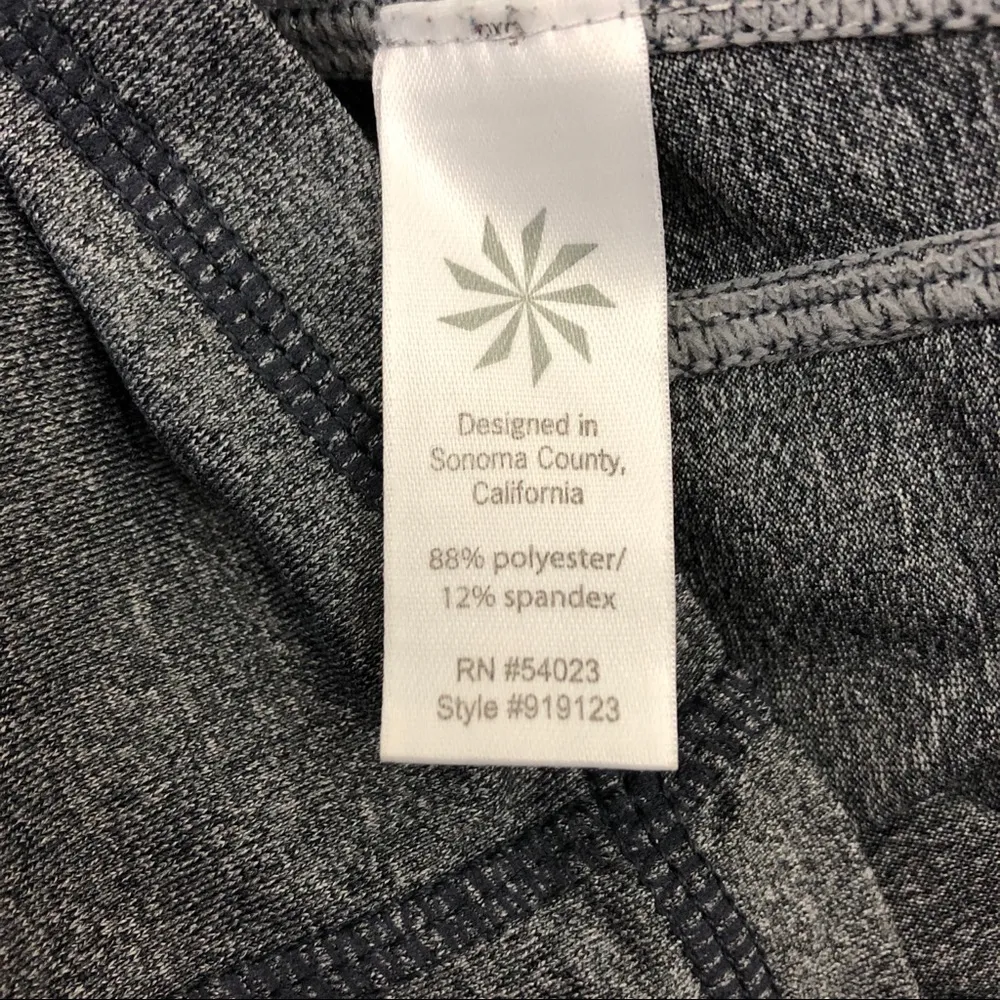 Designed in
Sonoma County,
California
88% polyester/
12% spandex
RN #54023
Style #919123